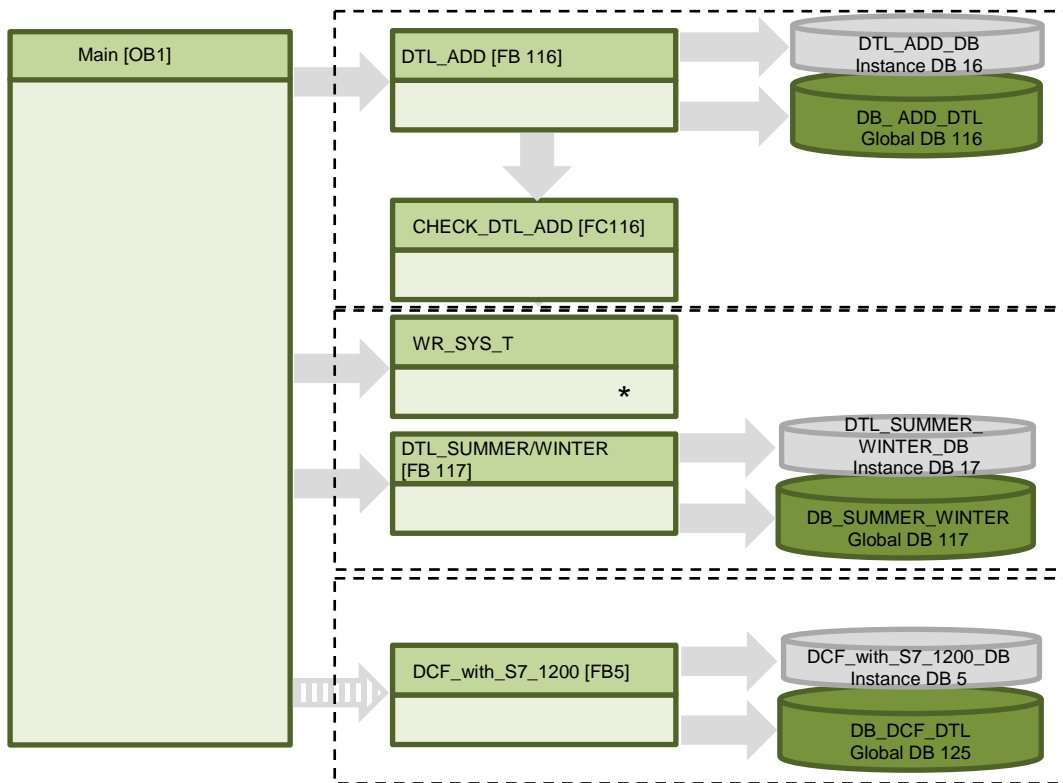 Main [OB1]
DTL_ADD [FB 116]
DTL_ADD_DB
Instance DB 16
DB_ ADD_DTL
Global DB 116
CHECK_DTL_ADD [FC116]
WR_SYS_T
*
DTL_SUMMER/WINTER
[FB 117]
DTL_SUMMER_
WINTER_DB
Instance DB 17
DB_SUMMER_WINTER
Global DB 117
DCF_with_S7_1200 [FB5]
DCF_with_S7_1200_DB
Instance DB 5
DB_DCF_DTL
Global DB 125